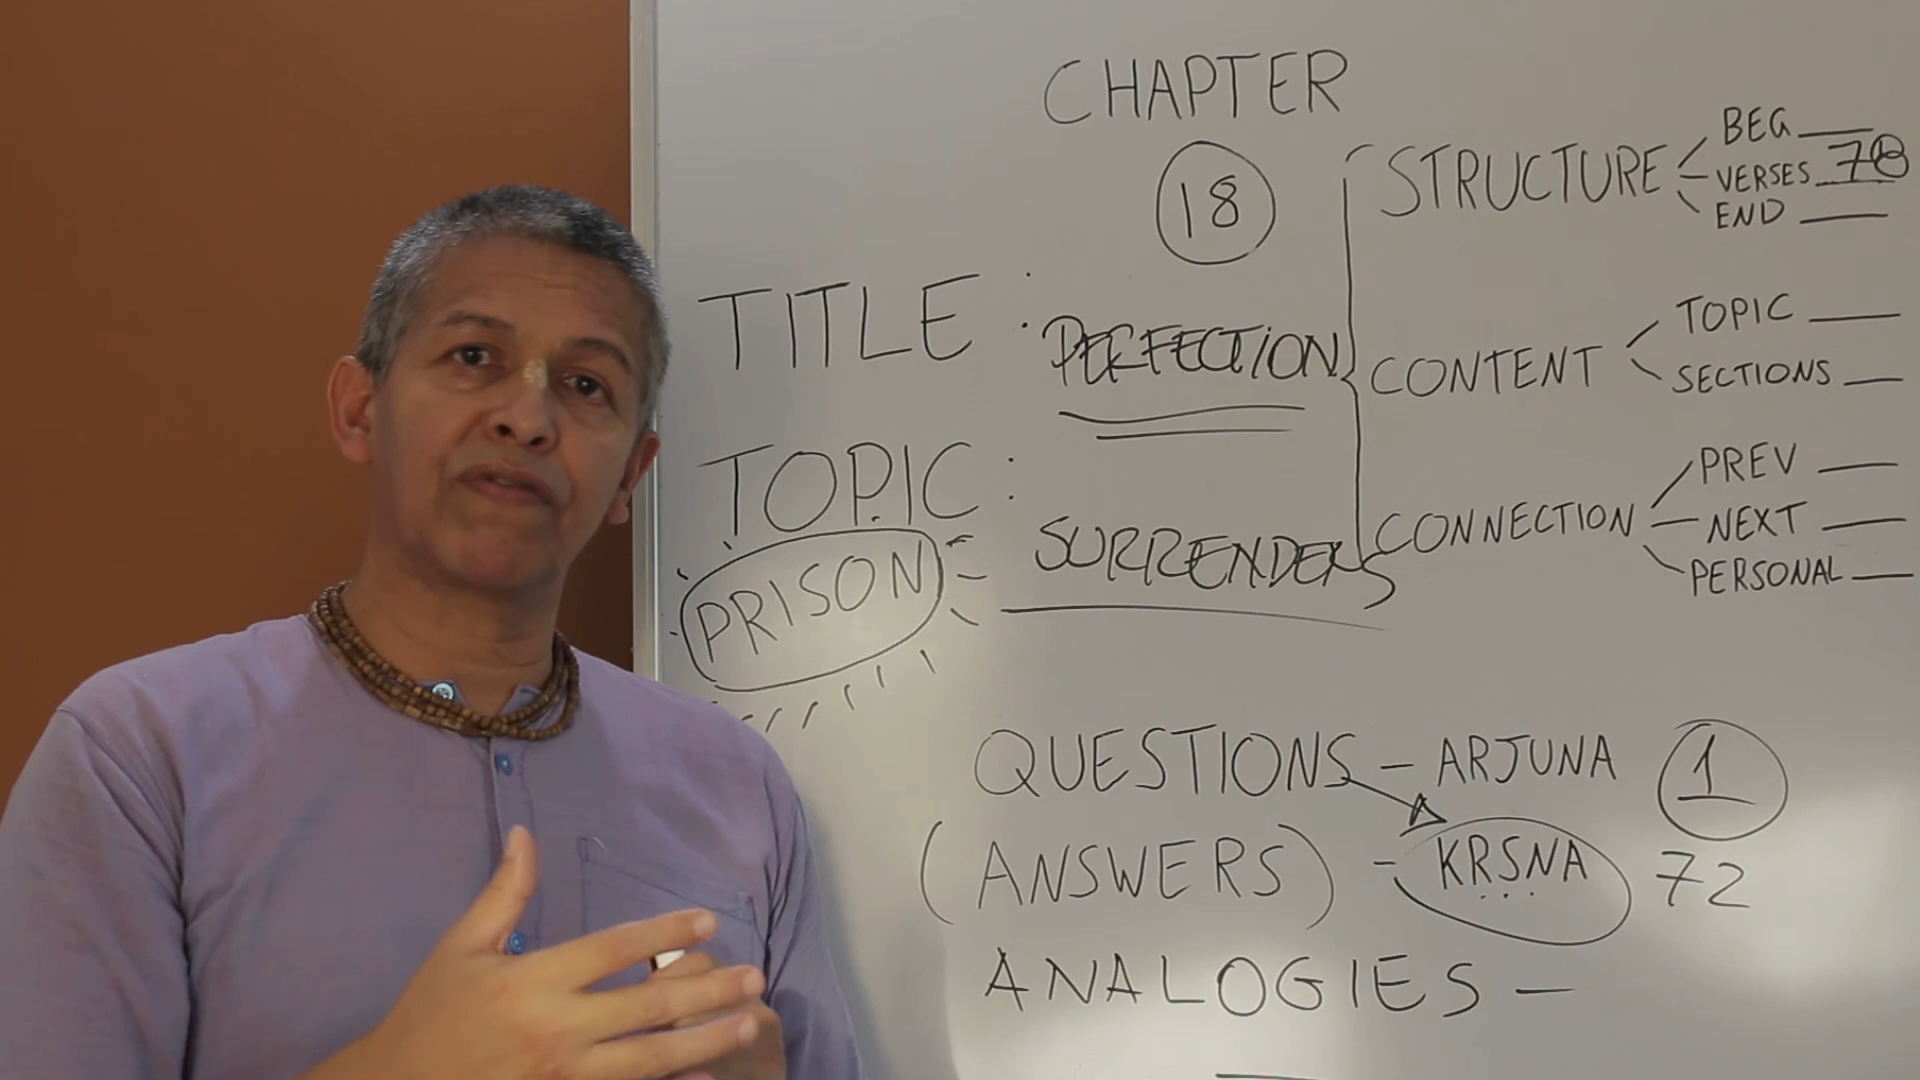 CHAPTER
18
TITLE : PERFECTION
TOPIC : SURRENDERS
PRISON
STRUCTURE
BEG
VERSES 78
END
CONTENT
TOPIC
SECTIONS
CONNECTION
PREV
NEXT
PERSONAL
QUESTIONS - ARJUNA 1
(ANSWERS) - KRSNA 72
ANALOGIES -